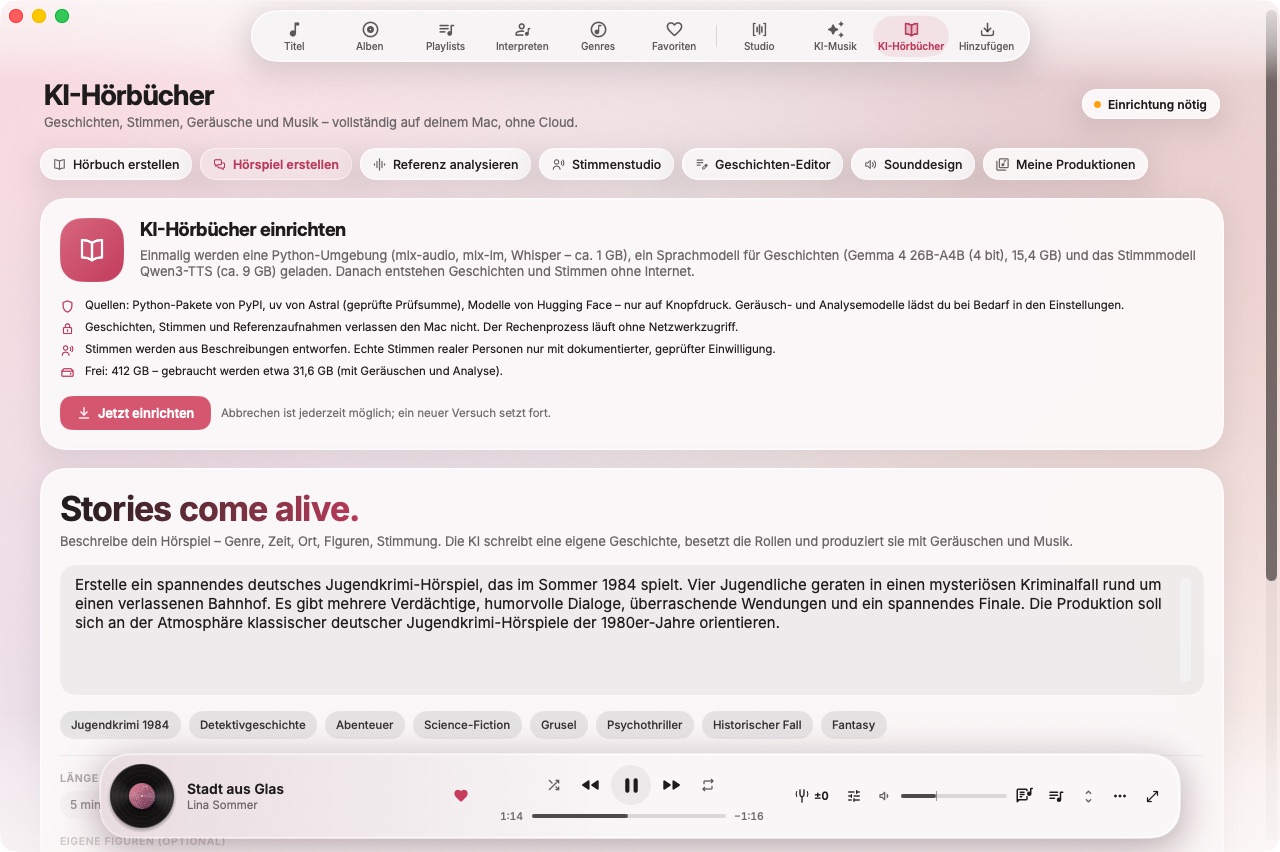 Titel
Alben
Playlists
Interpreten
Genres
Favoriten
Studio
KI-Musik
KI-Hörbücher
Hinzufügen
KI-Hörbücher
Geschichten, Stimmen, Geräusche und Musik – vollständig auf deinem Mac, ohne Cloud.
Einrichtung nötig
Hörbuch erstellen
Hörspiel erstellen
Referenz analysieren
Stimmenstudio
Geschichten-Editor
Sounddesign
Meine Produktionen
KI-Hörbücher einrichten
Einmalig werden eine Python-Umgebung (mlx-audio, mlx-lm, Whisper – ca. 1 GB), ein Sprachmodell für Geschichten (Gemma 4 26B-A4B (4 bit), 15,4 GB) und das Stimmmodell
Qwen3-TTS (ca. 9 GB) geladen. Danach entstehen Geschichten und Stimmen ohne Internet.
Quellen: Python-Pakete von PyPI, uv von Astral (geprüfte Prüfsumme), Modelle von Hugging Face – nur auf Knopfdruck. Geräusch- und Analysemodelle lädst du bei Bedarf in den Einstellungen.
Geschichten, Stimmen und Referenzaufnahmen verlassen den Mac nicht. Der Rechenprozess läuft ohne Netzwerkzugriff.
Stimmen werden aus Beschreibungen entworfen. Echte Stimmen realer Personen nur mit dokumentierter, geprüfter Einwilligung.
Frei: 412 GB – gebraucht werden etwa 31,6 GB (mit Geräuschen und Analyse).
Jetzt einrichten
Abbrechen ist jederzeit möglich; ein neuer Versuch setzt fort.
Stories come alive.
Beschreibe dein Hörspiel – Genre, Zeit, Ort, Figuren, Stimmung. Die KI schreibt eine eigene Geschichte, besetzt die Rollen und produziert sie mit Geräuschen und Musik.
Erstelle ein spannendes deutsches Jugendkrimi-Hörspiel, das im Sommer 1984 spielt. Vier Jugendliche geraten in einen mysteriösen Kriminalfall rund um
einen verlassenen Bahnhof. Es gibt mehrere Verdächtige, humorvolle Dialoge, überraschende Wendungen und ein spannendes Finale. Die Produktion soll
sich an der Atmosphäre klassischer deutscher Jugendkrimi-Hörspiele der 1980er-Jahre orientieren.
Jugendkrimi 1984
Detektivgeschichte
Abenteuer
Science-Fiction
Grusel
Psychothriller
Historischer Fall
Fantasy
LÄNGE
5 min
Stadt aus Glas
Lina Sommer
1:14
−1:16
±0
EIGENE FIGUREN (OPTIONAL)